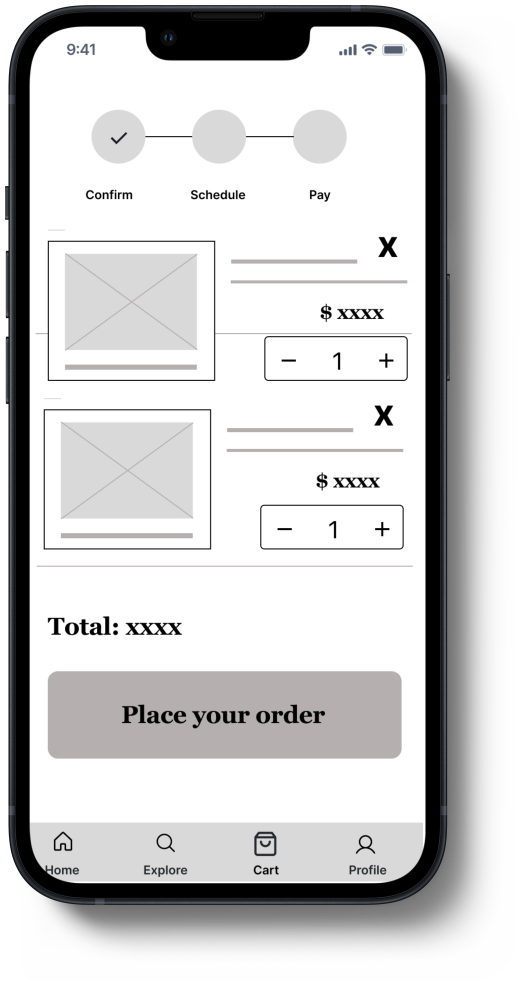 9:41
Confirm Schedule Pay
X
$ xxxx
− 1 +
X
$ xxxx
− 1 +
Total: xxxx
Place your order
Home Explore Cart Profile